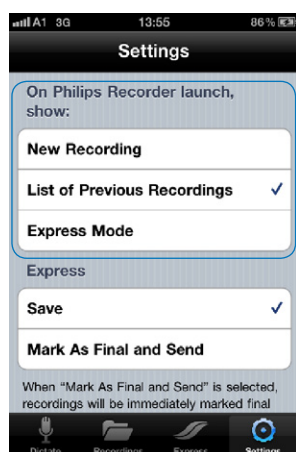 A1 3G 13:55 86%
Settings
On Philips Recorder launch,
show:
New Recording
List of Previous Recordings
Express Mode
Express
Save
Mark As Final and Send
When "Mark As Final and Send" is selected,
recordings will be immediately marked final
Dictate Recordings Express Settings